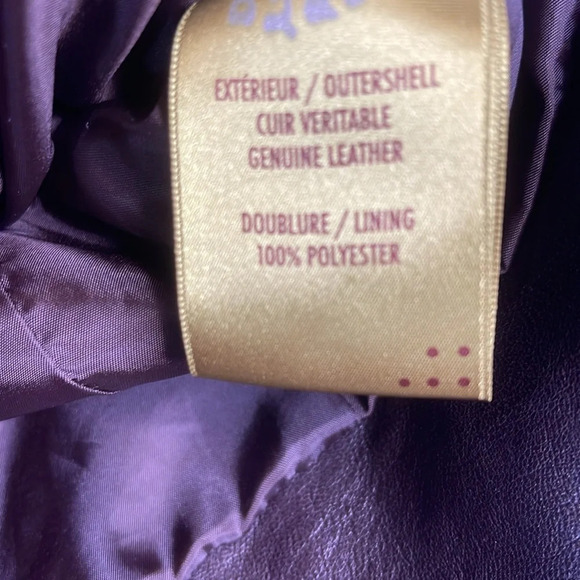 EXTÉRIEUR / OUTERSHELL
CUIR VERITABLE
GENUINE LEATHER
DOUBLURE / LINING
100% POLYESTER